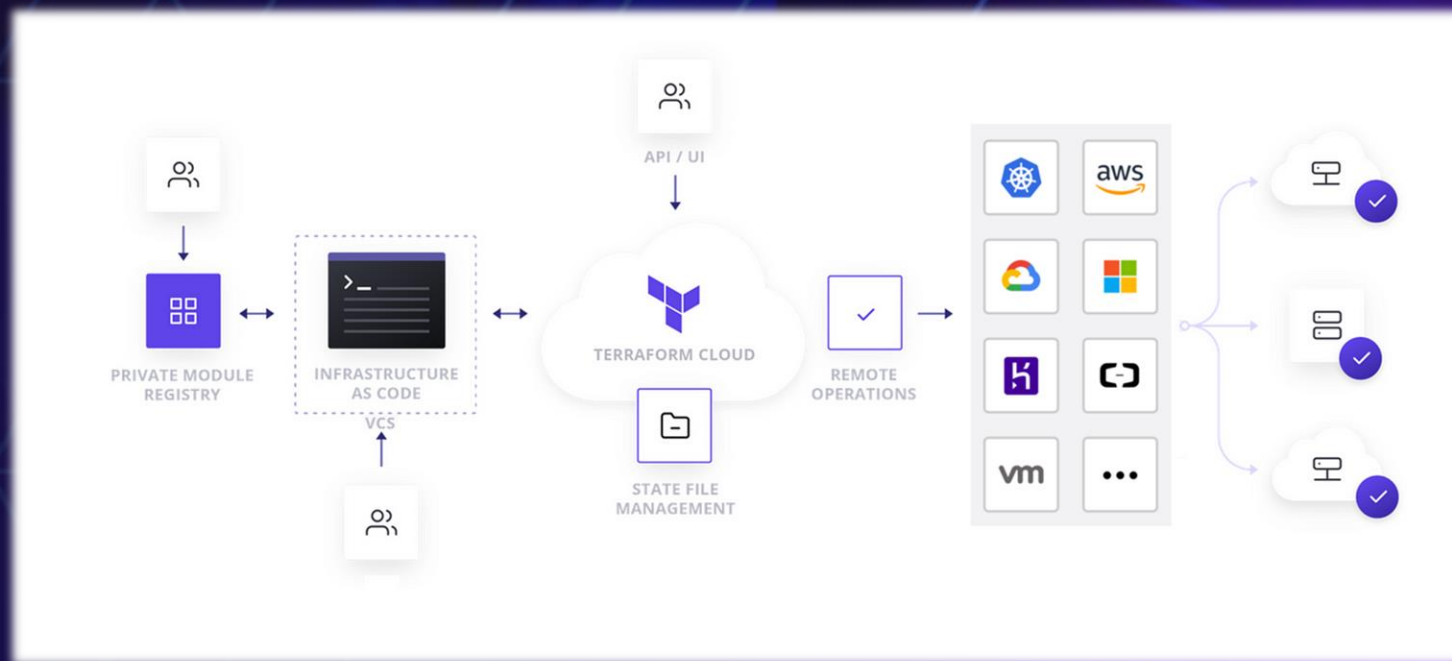 API / UI
aws
TERRAFORM CLOUD
PRIVATE MODULE
REGISTRY
INFRASTRUCTURE
AS CODE
VCS
REMOTE
OPERATIONS
STATE FILE
MANAGEMENT
vm